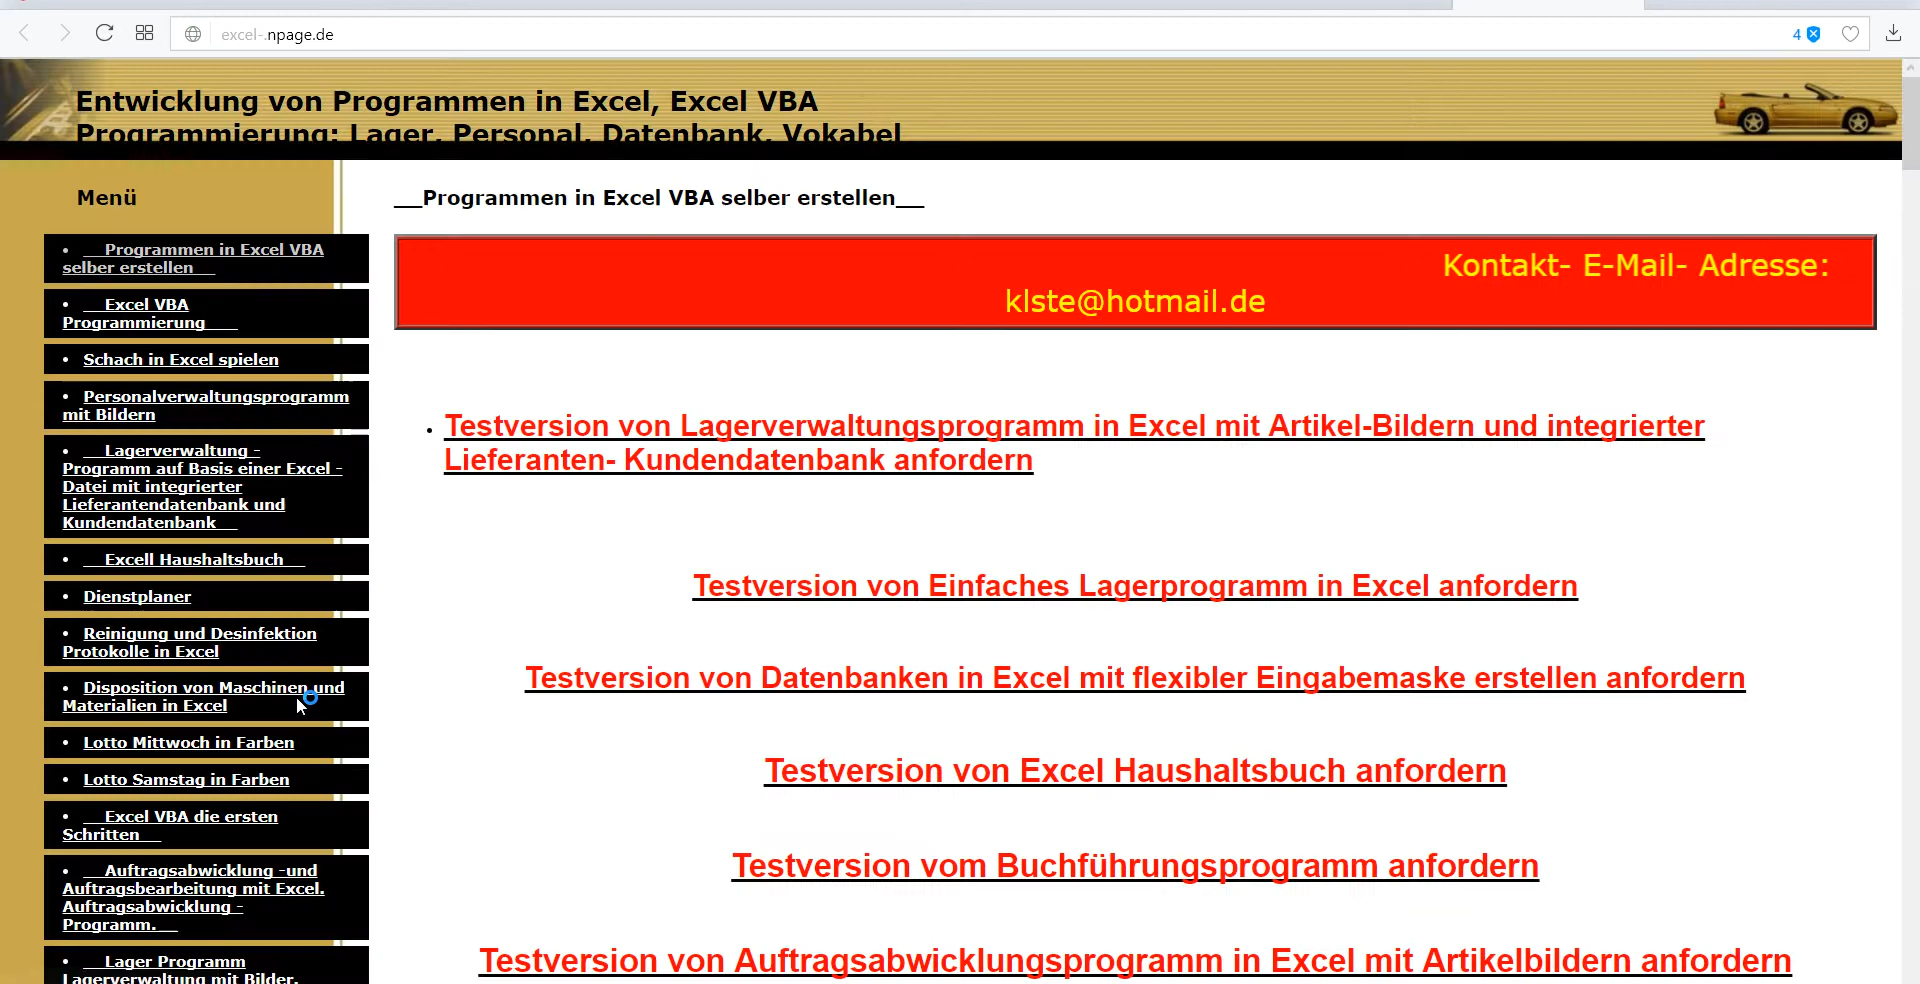 excel-.npage.de
4
Entwicklung von Programmen in Excel, Excel VBA
Programmierung: Lager, Personal, Datenbank, Vokabel
Menü
• __Programmen in Excel VBA
selber erstellen__
• __Excel VBA
Programmierung___
• Schach in Excel spielen
• Personalverwaltungsprogramm
mit Bildern
• __Lagerverwaltung -
Programm auf Basis einer Excel -
Datei mit integrierter
Lieferantendatenbank und
Kundendatenbank__
• __Excell Haushaltsbuch__
• Dienstplaner
• Reinigung und Desinfektion
Protokolle in Excel
• Disposition von Maschinen und
Materialien in Excel
• Lotto Mittwoch in Farben
• Lotto Samstag in Farben
• __Excel VBA die ersten
Schritten__
• __Auftragsabwicklung -und
Auftragsbearbeitung mit Excel.
Auftragsabwicklung -
Programm.__
• __Lager Programm
Lagerverwaltung mit Bilder,
__Programmen in Excel VBA selber erstellen__
Kontakt- E-Mail- Adresse:
klste@hotmail.de
• Testversion von Lagerverwaltungsprogramm in Excel mit Artikel-Bildern und integrierter
Lieferanten- Kundendatenbank anfordern
Testversion von Einfaches Lagerprogramm in Excel anfordern
Testversion von Datenbanken in Excel mit flexibler Eingabemaske erstellen anfordern
Testversion von Excel Haushaltsbuch anfordern
Testversion vom Buchführungsprogramm anfordern
Testversion von Auftragsabwicklungsprogramm in Excel mit Artikelbildern anfordern